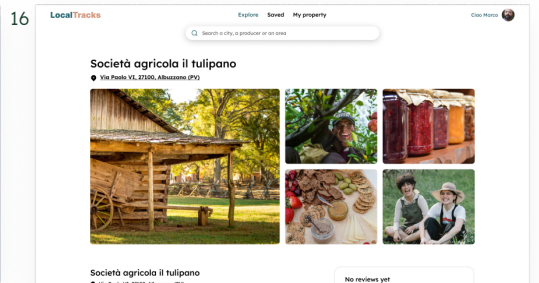 16
LocalTracks
Explore Saved My property
Ciao Marco
Search a city, a producer or an area
Società agricola il tulipano
Via Paolo VI, 27100, Albuzzano (PV)
Società agricola il tulipano
No reviews yet